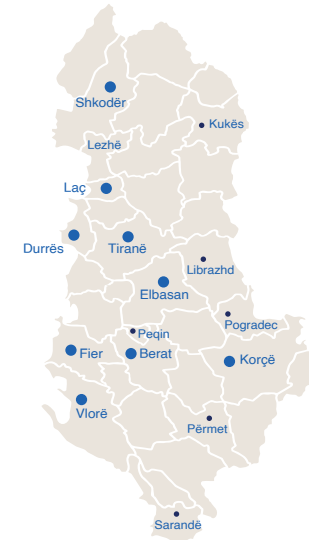 Shkodër
Kukës
Lezhë
Laç
Durrës
Tiranë
Librazhd
Elbasan
Pogradec
Peqin
Fier
Berat
Korçë
Vlorë
Përmet
Sarandë